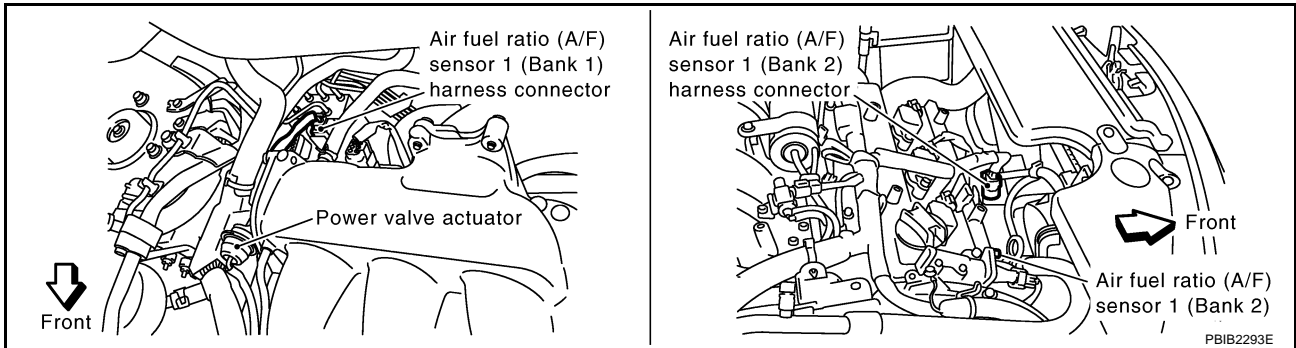 Air fuel ratio (A/F)
sensor 1 (Bank 1)
harness connector
Power valve actuator
Front
Air fuel ratio (A/F)
sensor 1 (Bank 2)
harness connector
Front
Air fuel ratio (A/F)
sensor 1 (Bank 2)
PBIB2293E